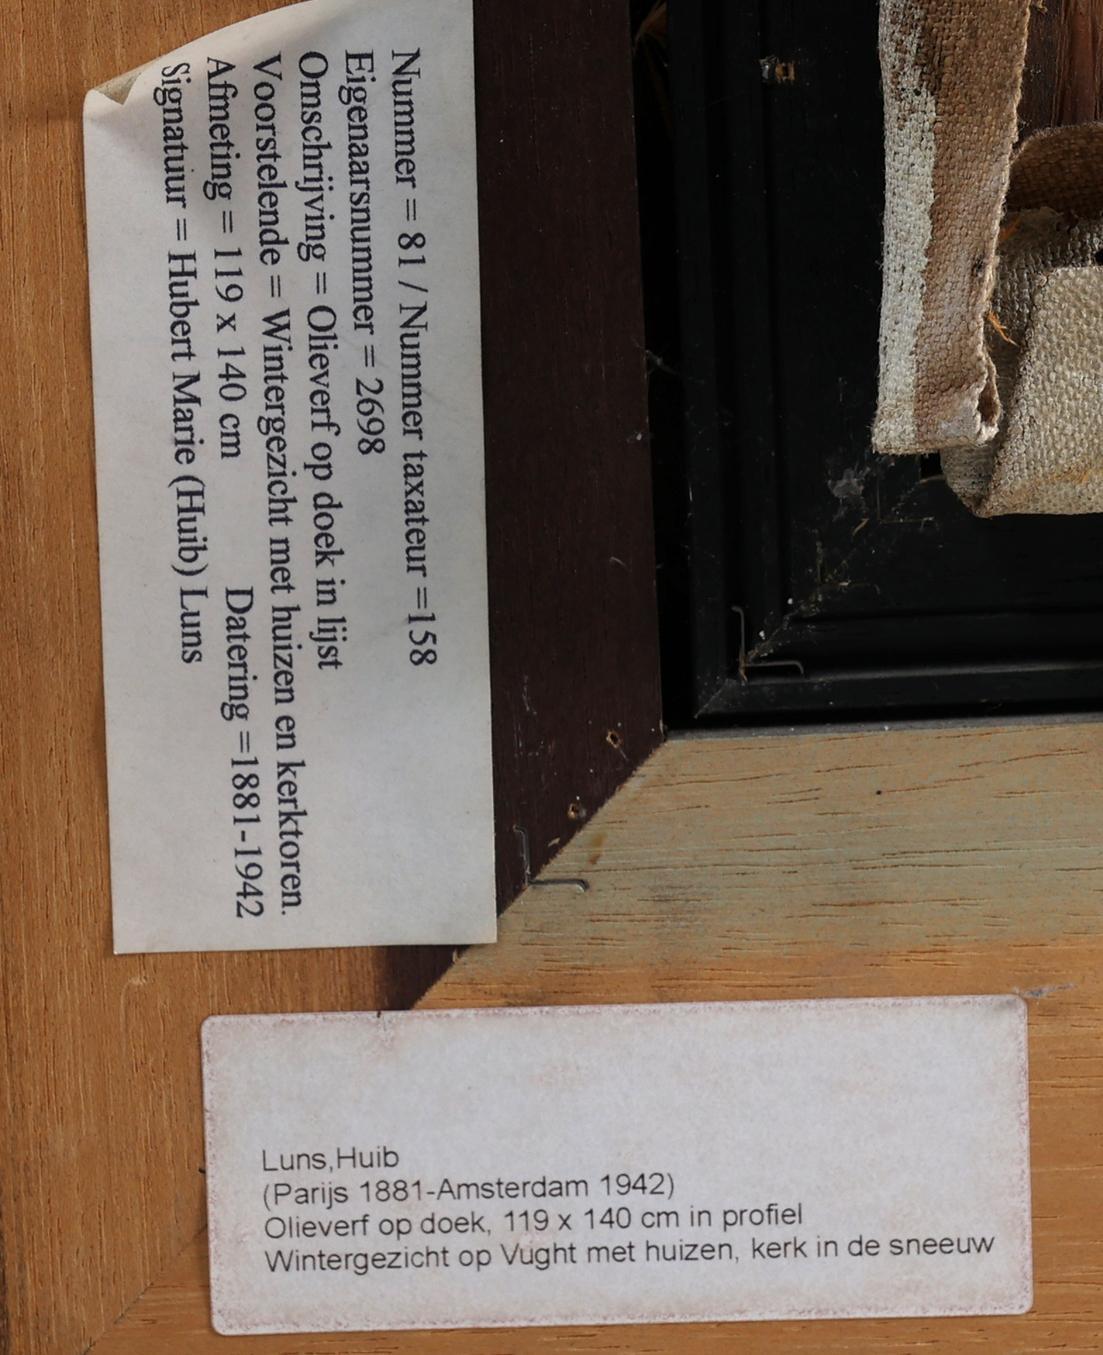 Nummer = 81 / Nummer taxateur =158
Eigenaarsnummer = 2698
Omschrijving = Olieverf op doek in lijst
Voorstelende = Wintergezicht met huizen en kerktoren.
Afmeting = 119 x 140 cm Datering =1881-1942
Signatuur = Hubert Marie (Huib) Luns
Luns,Huib
(Parijs 1881-Amsterdam 1942)
Olieverf op doek, 119 x 140 cm in profiel
Wintergezicht op Vught met huizen, kerk in de sneeuw